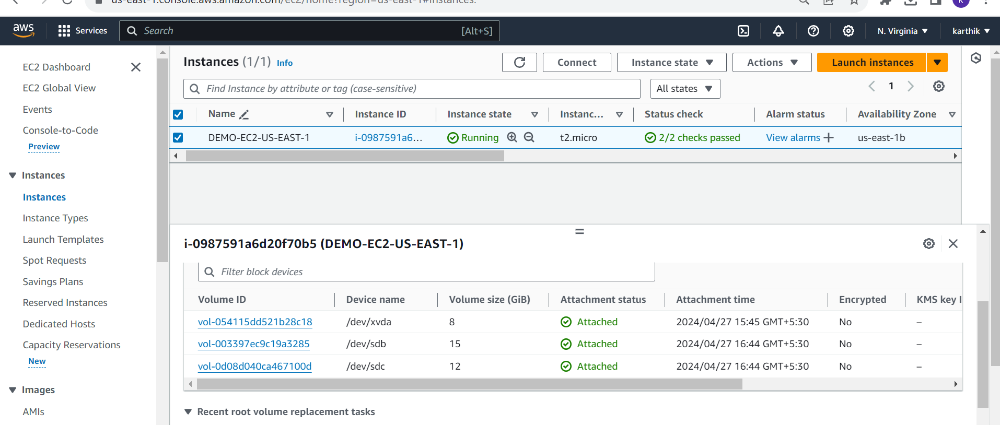 us-east-1.console.aws.amazon.com/ec2/home?region=us-east-1#Instances:
K
aws Services Search [Alt+S] N. Virginia karthik
EC2 Dashboard
EC2 Global View
Events
Console-to-Code
Preview
Instances
Instances
Instance Types
Launch Templates
Spot Requests
Savings Plans
Reserved Instances
Dedicated Hosts
Capacity Reservations
New
Images
AMIs
Instances (1/1) Info Connect Instance state Actions Launch instances
Find Instance by attribute or tag (case-sensitive) All states 1
Name Instance ID Instance state Instanc... Status check Alarm status Availability Zone
DEMO-EC2-US-EAST-1 i-0987591a6... Running t2.micro 2/2 checks passed View alarms + us-east-1b
i-0987591a6d20f70b5 (DEMO-EC2-US-EAST-1)
Filter block devices
Volume ID Device name Volume size (GiB) Attachment status Attachment time Encrypted KMS key I
vol-054115dd521b28c18 /dev/xvda 8 Attached 2024/04/27 15:45 GMT+5:30 No –
vol-003397ec9c19a3285 /dev/sdb 15 Attached 2024/04/27 16:44 GMT+5:30 No –
vol-0d08d040ca467100d /dev/sdc 12 Attached 2024/04/27 16:44 GMT+5:30 No –
Recent root volume replacement tasks